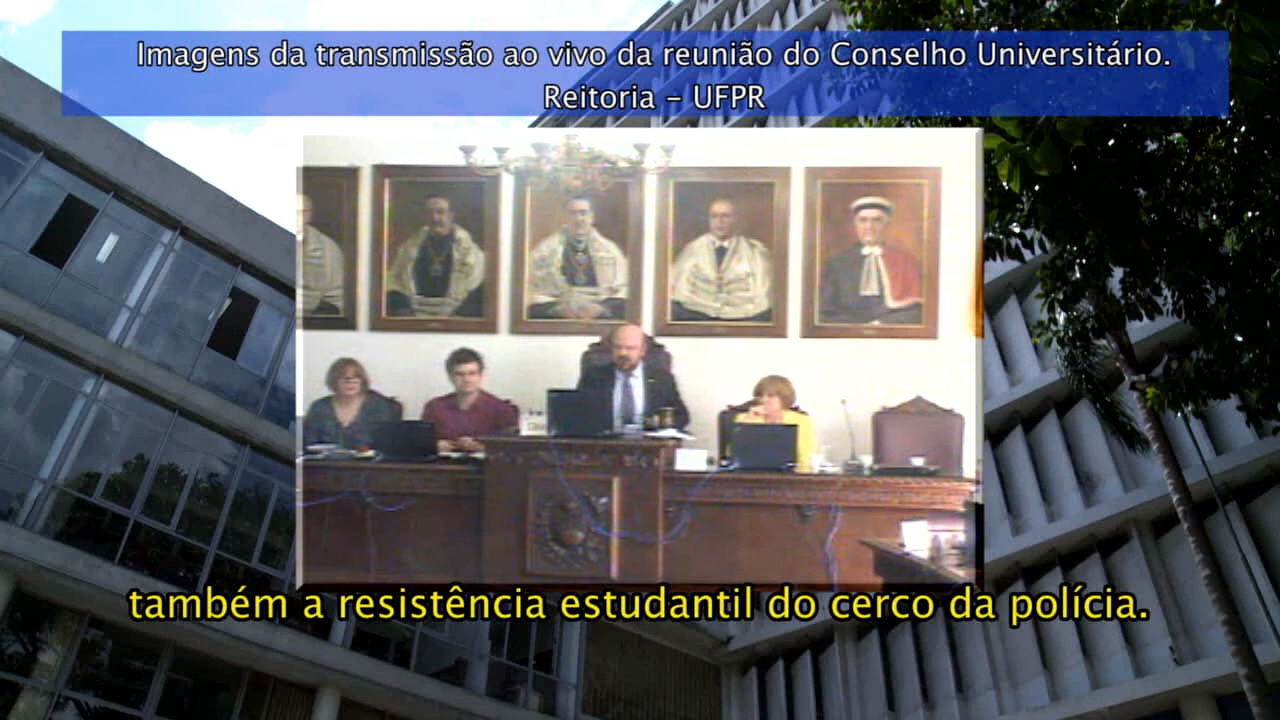 Imagens da transmissão ao vivo da reunião do Conselho Universitário.
Reitoria - UFPR
também a resistência estudantil do cerco da polícia.